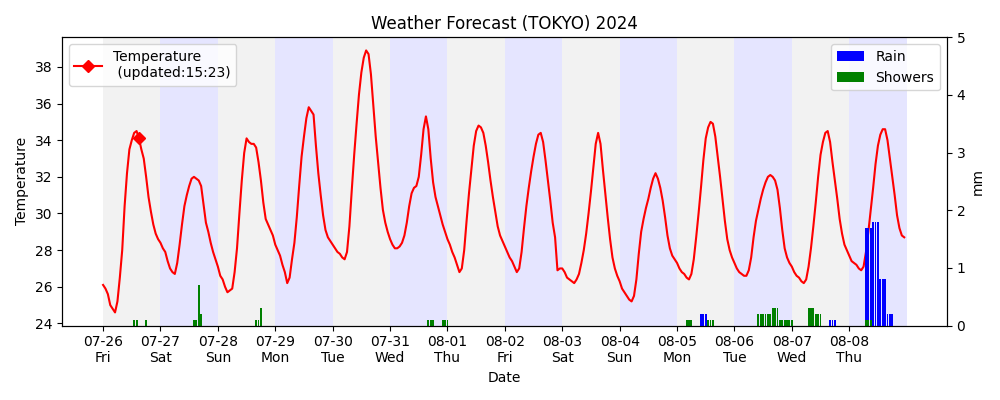 Weather Forecast (TOKYO) 2024
Temperature
(updated:15:23)
Rain
Showers
Temperature
38
36
34
32
30
28
26
24
5
4
3
2
1
0
mm
07-26 07-27 07-28 07-29 07-30 07-31 08-01 08-02 08-03 08-04 08-05 08-06 08-07 08-08
Fri Sat Sun Mon Tue Wed Thu Fri Sat Sun Mon Tue Wed Thu
Date